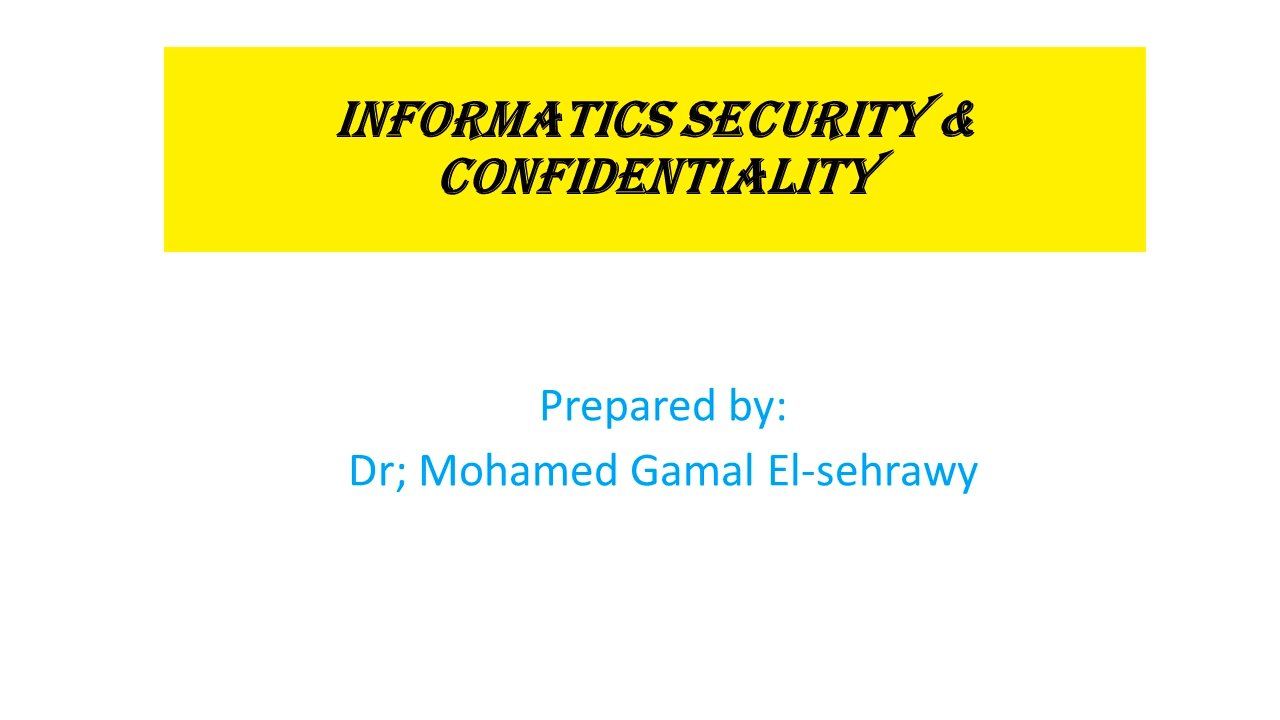 INFORMATICS SECURITY &
CONFIDENTIALITY
Prepared by:
Dr; Mohamed Gamal El-sehrawy